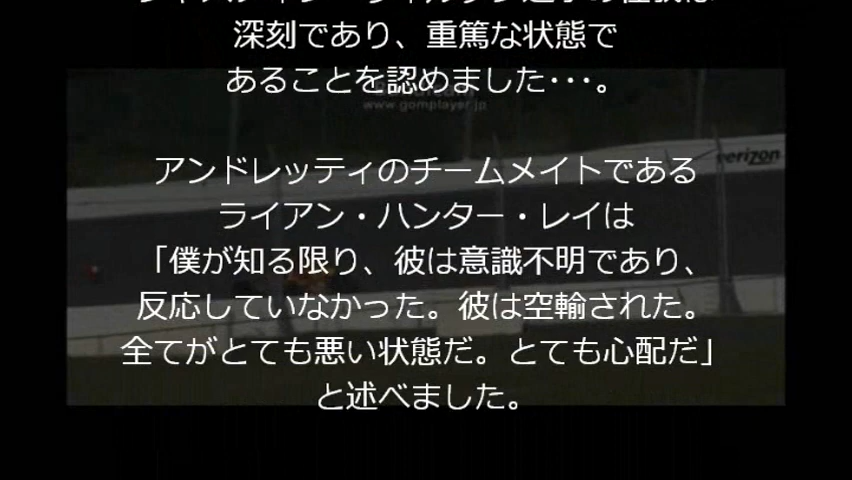 深刻であり、重篤な状態で
あることを認めました･･･。
www.gomplayer.jp
verizon
アンドレッティのチームメイトである
ライアン・ハンター・レイは
「僕が知る限り、彼は意識不明であり、
反応していなかった。彼は空輸された。
全てがとても悪い状態だ。とても心配だ」
と述べました。